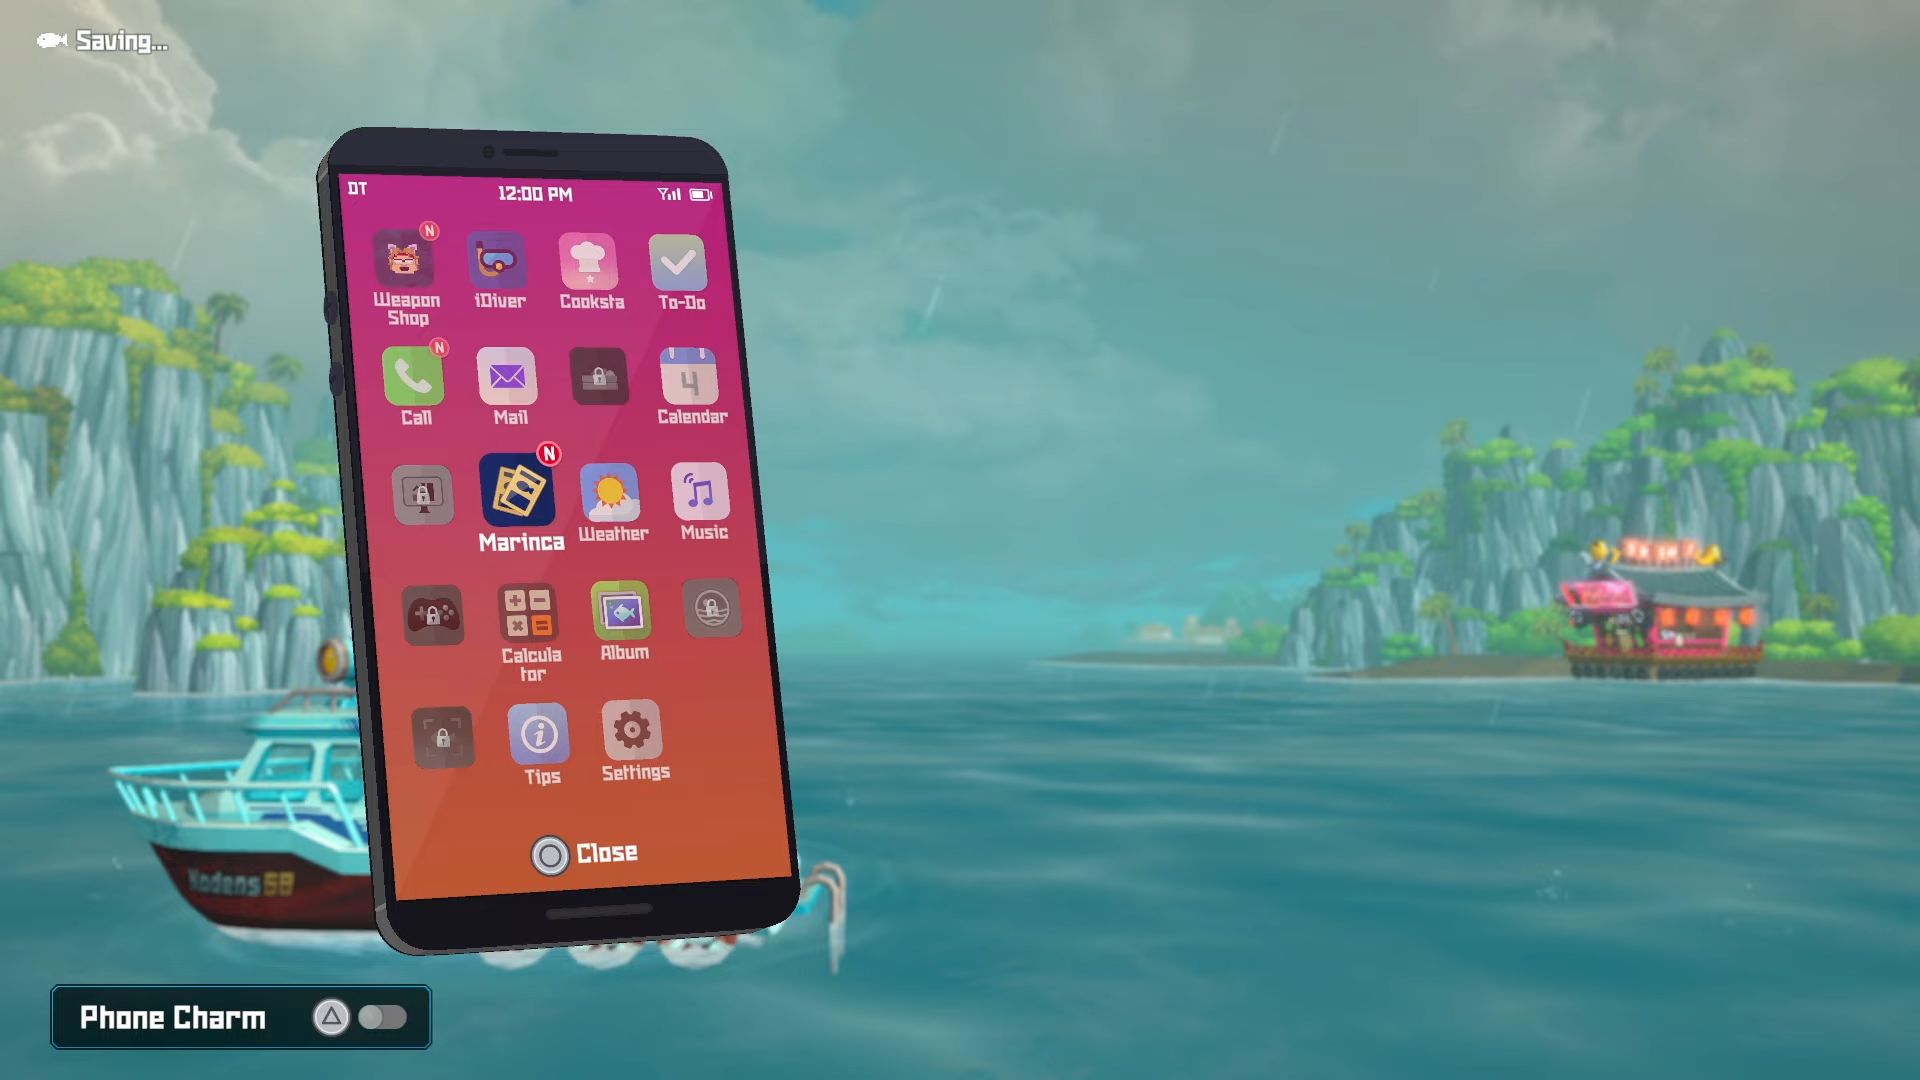 Saving...
DT
12:00 PM
N
Weapon
Shop
iDiver
Cooksta
To-Do
N
Call
Mail
4
Calendar
N
Marinca
Weather
Music
Calcula
tor
Album
Tips
Settings
Close
Nodens68
Phone Charm